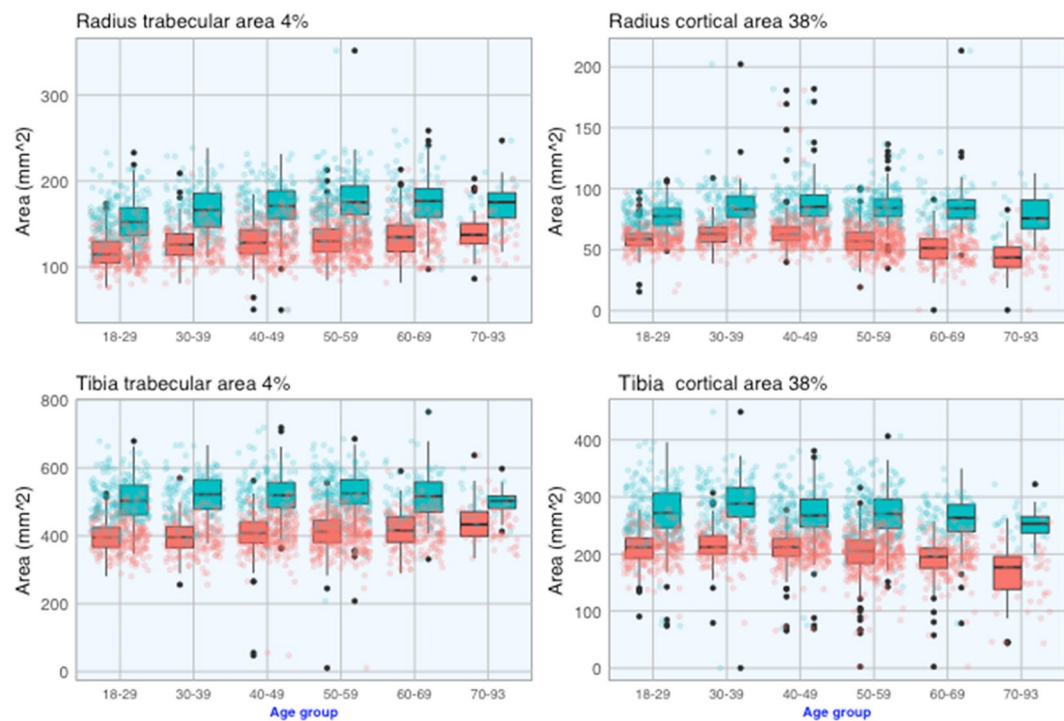 Radius trabecular area 4%
Area (mm^2)
300
200
100
18-29 30-39 40-49 50-59 60-69 70-93
Radius cortical area 38%
Area (mm^2)
200
150
100
50
0
18-29 30-39 40-49 50-59 60-69 70-93
Tibia trabecular area 4%
Area (mm^2)
800
600
400
200
0
18-29 30-39 40-49 50-59 60-69 70-93
Age group
Tibia cortical area 38%
Area (mm^2)
400
300
200
100
0
18-29 30-39 40-49 50-59 60-69 70-93
Age group